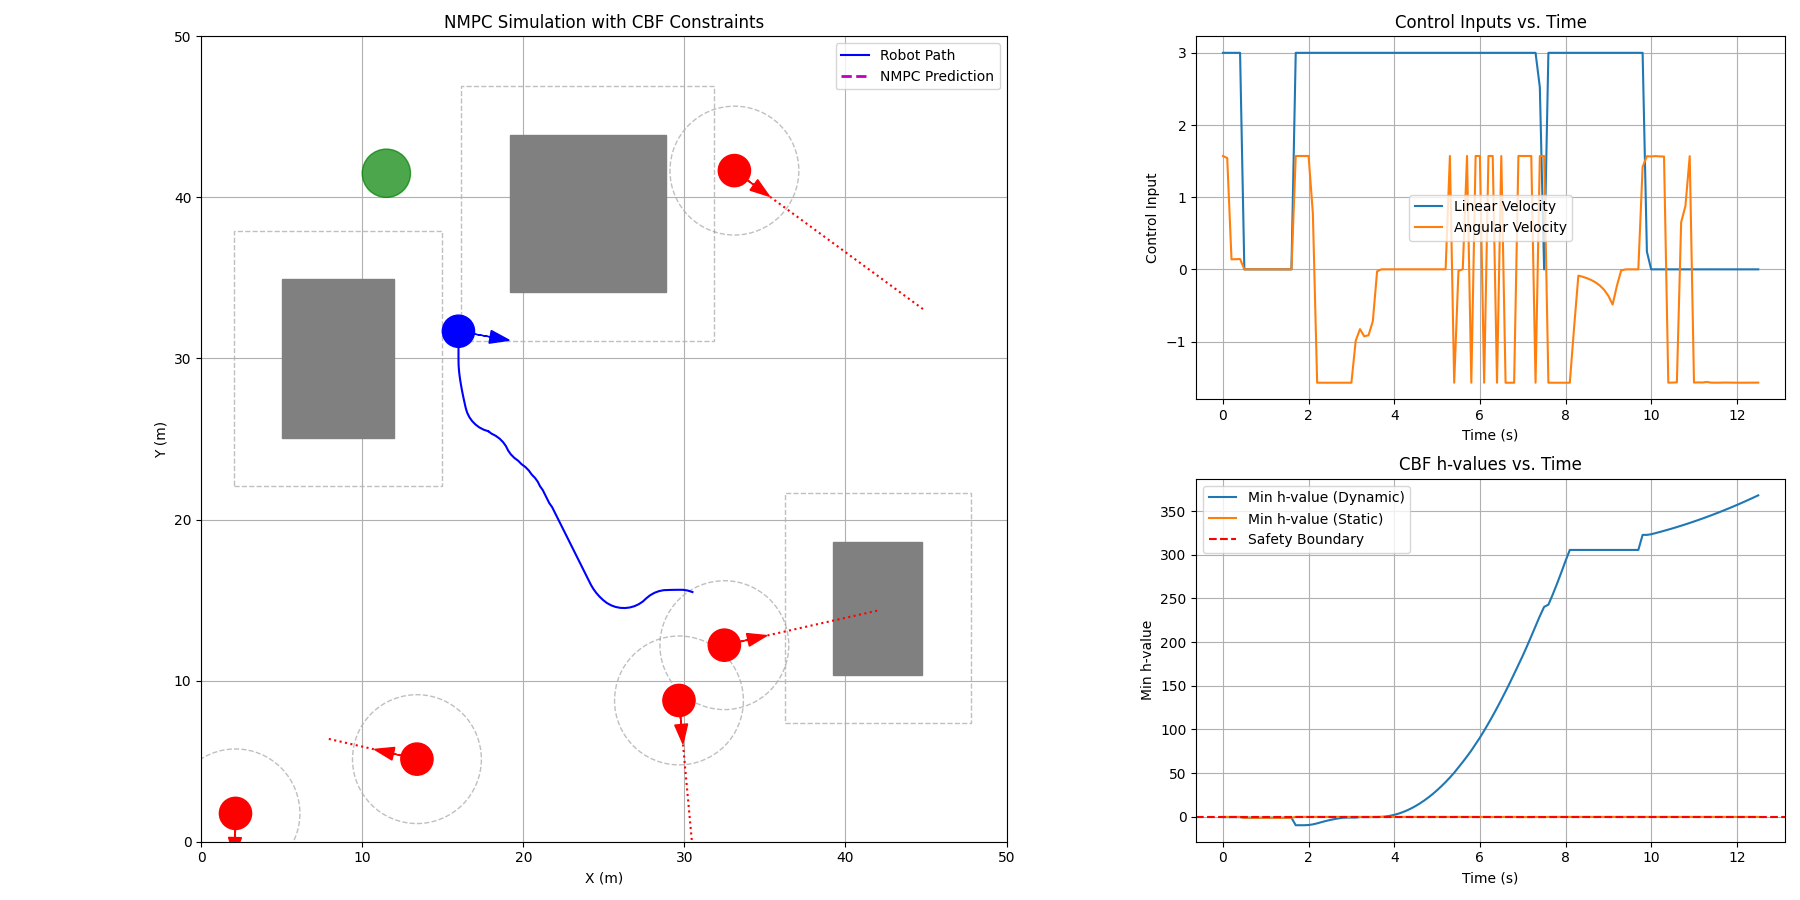 NMPC Simulation with CBF Constraints
50
40
30
20
10
0
Y (m)
Robot Path
NMPC Prediction
0 10 20 30 40 50
X (m)
Control Inputs vs. Time
3
2
1
0
−1
Control Input
Linear Velocity
Angular Velocity
0 2 4 6 8 10 12
Time (s)
CBF h-values vs. Time
350
300
250
200
150
100
50
0
Min h-value
Min h-value (Dynamic)
Min h-value (Static)
Safety Boundary
0 2 4 6 8 10 12
Time (s)